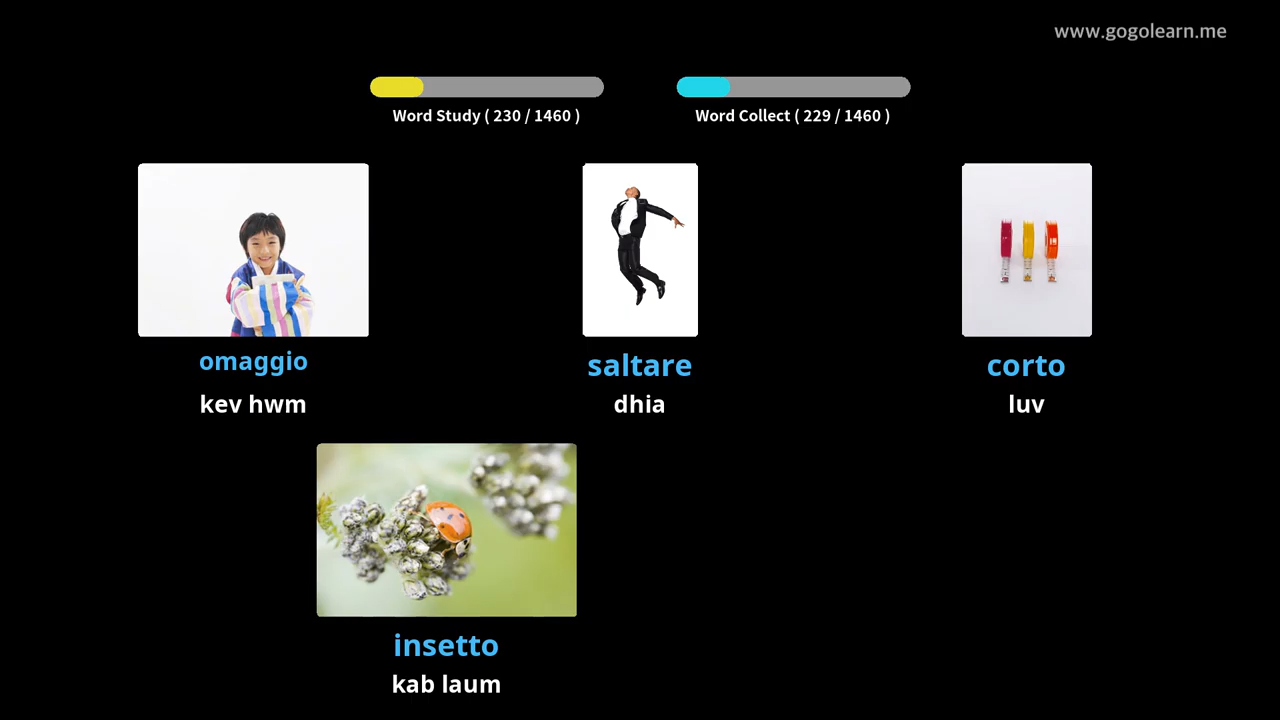 www.gogolearn.me
Word Study ( 230 / 1460 )
Word Collect ( 229 / 1460 )
omaggio
kev hwm
saltare
dhia
corto
luv
insetto
kab laum